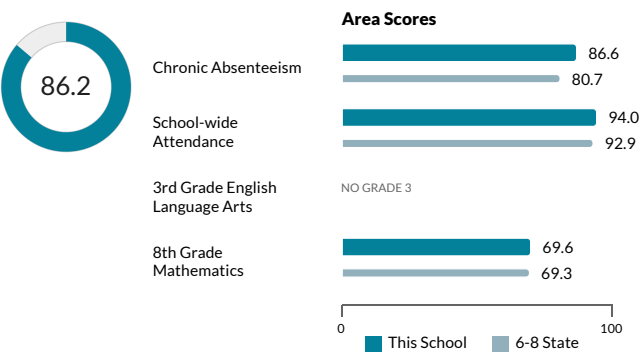 Area Scores
86.2
Chronic Absenteeism
86.6
80.7
School-wide
Attendance
94.0
92.9
3rd Grade English
Language Arts
NO GRADE 3
8th Grade
Mathematics
69.6
69.3
0
100
This School
6-8 State